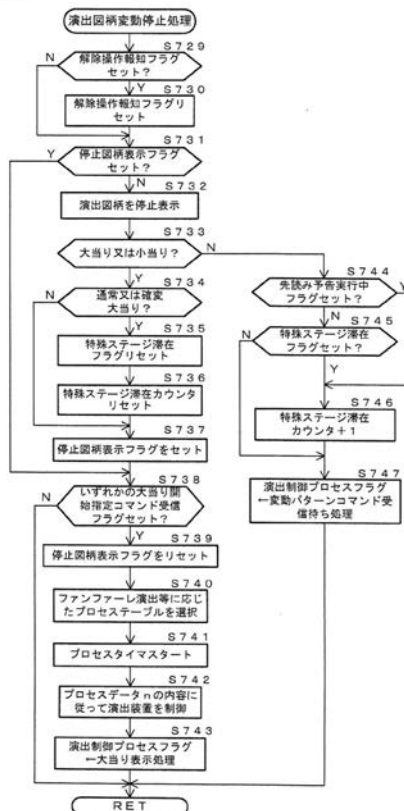 演出図柄変動停止処理
S729
解除操作報知フラグ
セット？
N
Y
S730
解除操作報知フラグリ
セット
S731
Y
停止図柄表示フラグ
セット？
N
S732
演出図柄を停止表示
S733
大当り又は小当り？
N
Y
S734
N
通常又は確変
大当り？
Y
S735
特殊ステージ滞在
フラグリセット
S736
特殊ステージ滞在カウンタ
リセット
S737
停止図柄表示フラグをセット
S744
先読み予告実行中
フラグセット？
Y
N
S745
N
特殊ステージ滞在
フラグセット？
Y
S746
特殊ステージ滞在
カウンタ＋1
S747
演出制御プロセスフラグ
←変動パターンコマンド受
信待ち処理
S738
N
いずれかの大当り開
始指定コマンド受信
フラグセット？
Y
S739
停止図柄表示フラグをリセット
S740
ファンファーレ演出等に応じ
たプロセステーブルを選択
S741
プロセスタイマスタート
S742
プロセスデータnの内容に
従って演出装置を制御
S743
演出制御プロセスフラグ
←大当り表示処理
RET